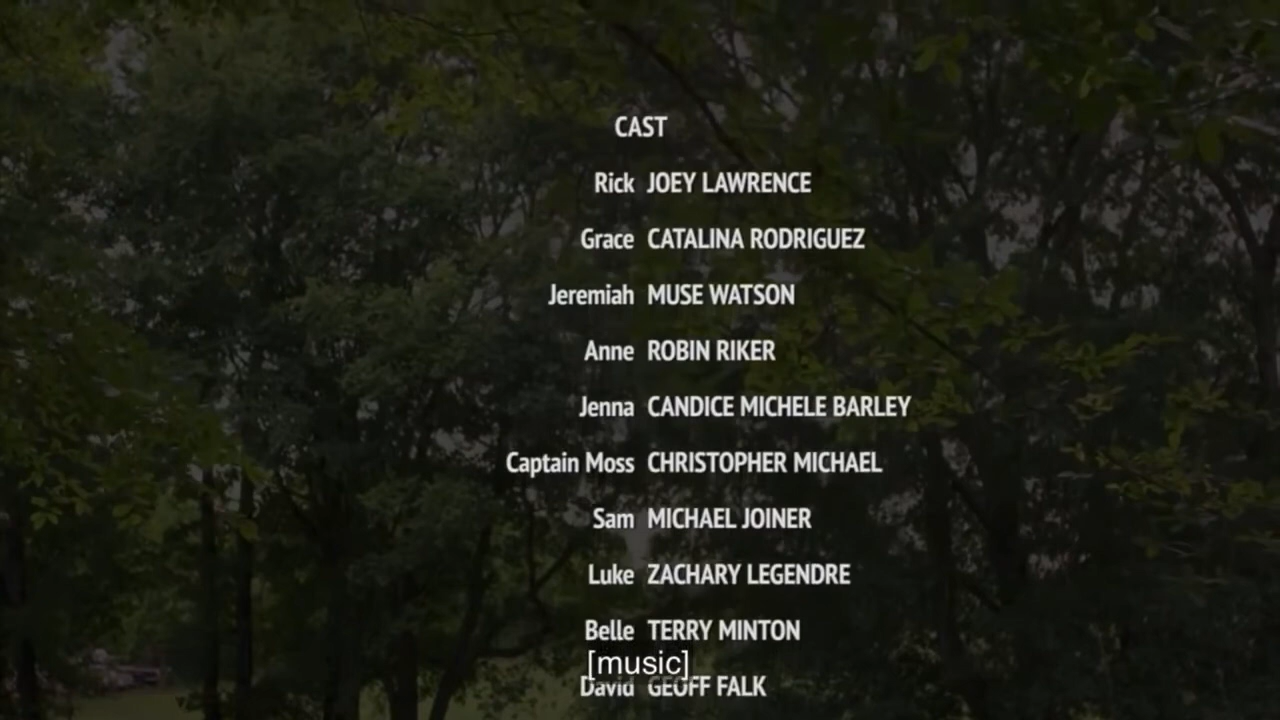 CAST
Rick JOEY LAWRENCE
Grace CATALINA RODRIGUEZ
Jeremiah MUSE WATSON
Anne ROBIN RIKER
Jenna CANDICE MICHELE BARLEY
Captain Moss CHRISTOPHER MICHAEL
Sam MICHAEL JOINER
Luke ZACHARY LEGENDRE
Belle TERRY MINTON
[music]
David GEOFF FALK